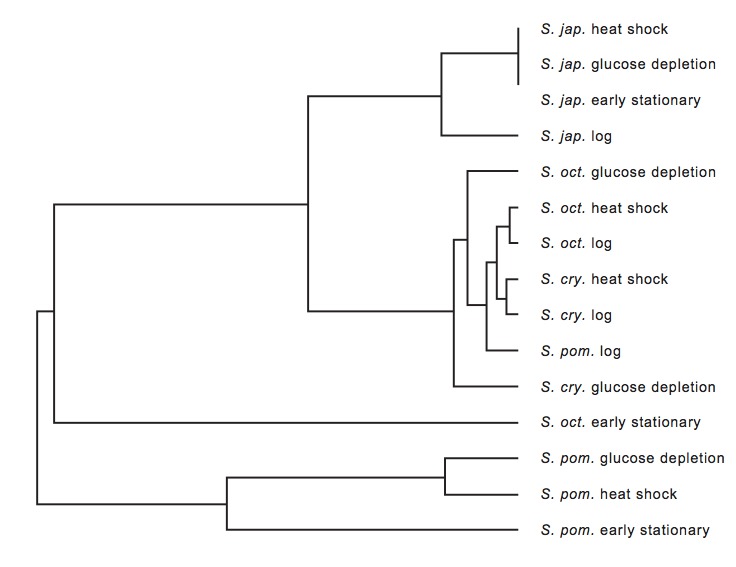 S. jap. heat shock
S. jap. glucose depletion
S. jap. early stationary
S. jap. log
S. oct. glucose depletion
S. oct. heat shock
S. oct. log
S. cry. heat shock
S. cry. log
S. pom. log
S. cry. glucose depletion
S. oct. early stationary
S. pom. glucose depletion
S. pom. heat shock
S. pom. early stationary